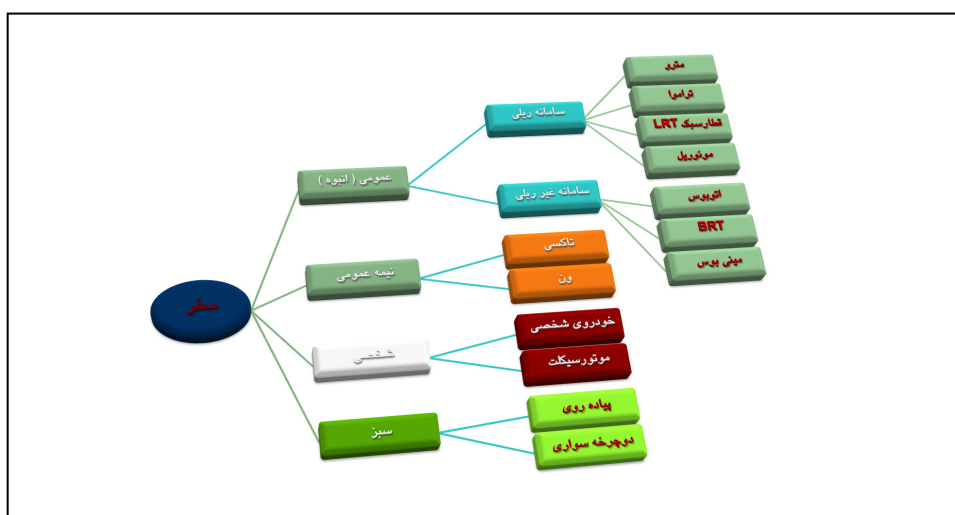 سفر
عمومی ( انبوه )
سامانه ریلی
مترو
تراموا
قطارسبک LRT
مونوریل
سامانه غیر ریلی
اتوبوس
BRT
مینی بوس
نیمه عمومی
تاکسی
ون
شخصی
خودروی شخصی
موتورسیکلت
سبز
پیاده روی
دوچرخه سواری